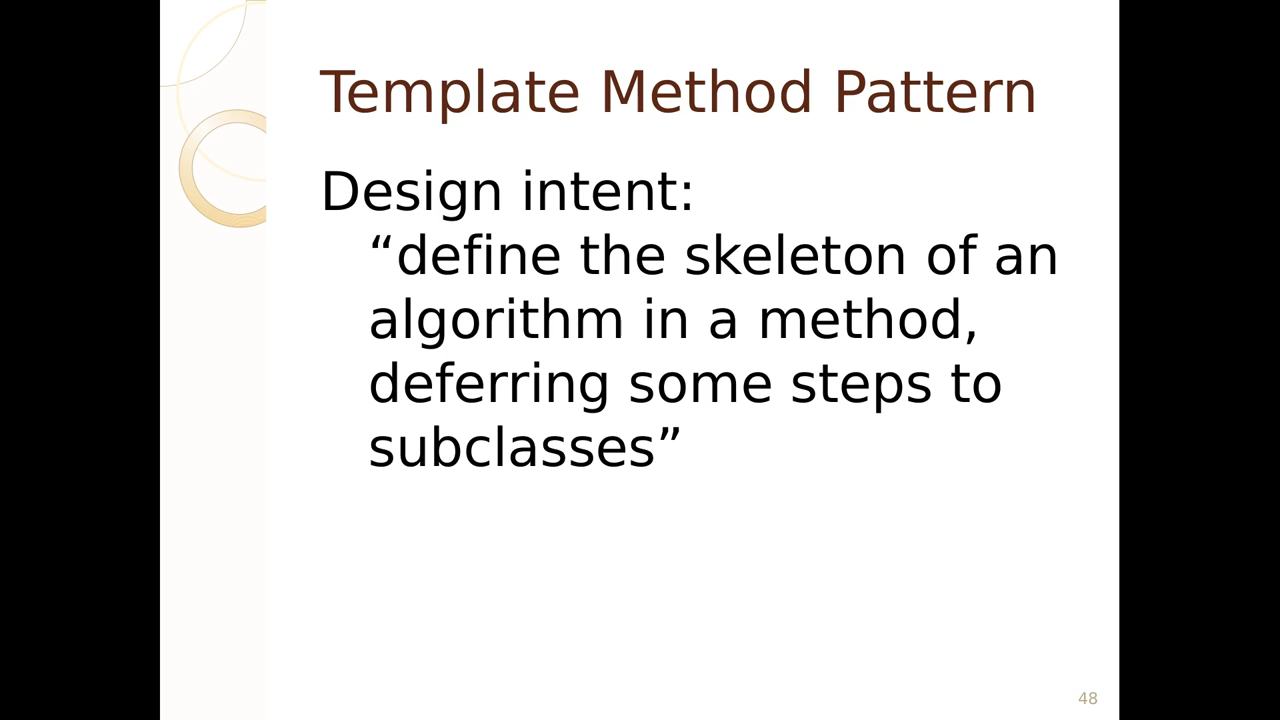 Template Method Pattern
Design intent:
“define the skeleton of an
algorithm in a method,
deferring some steps to
subclasses”
48